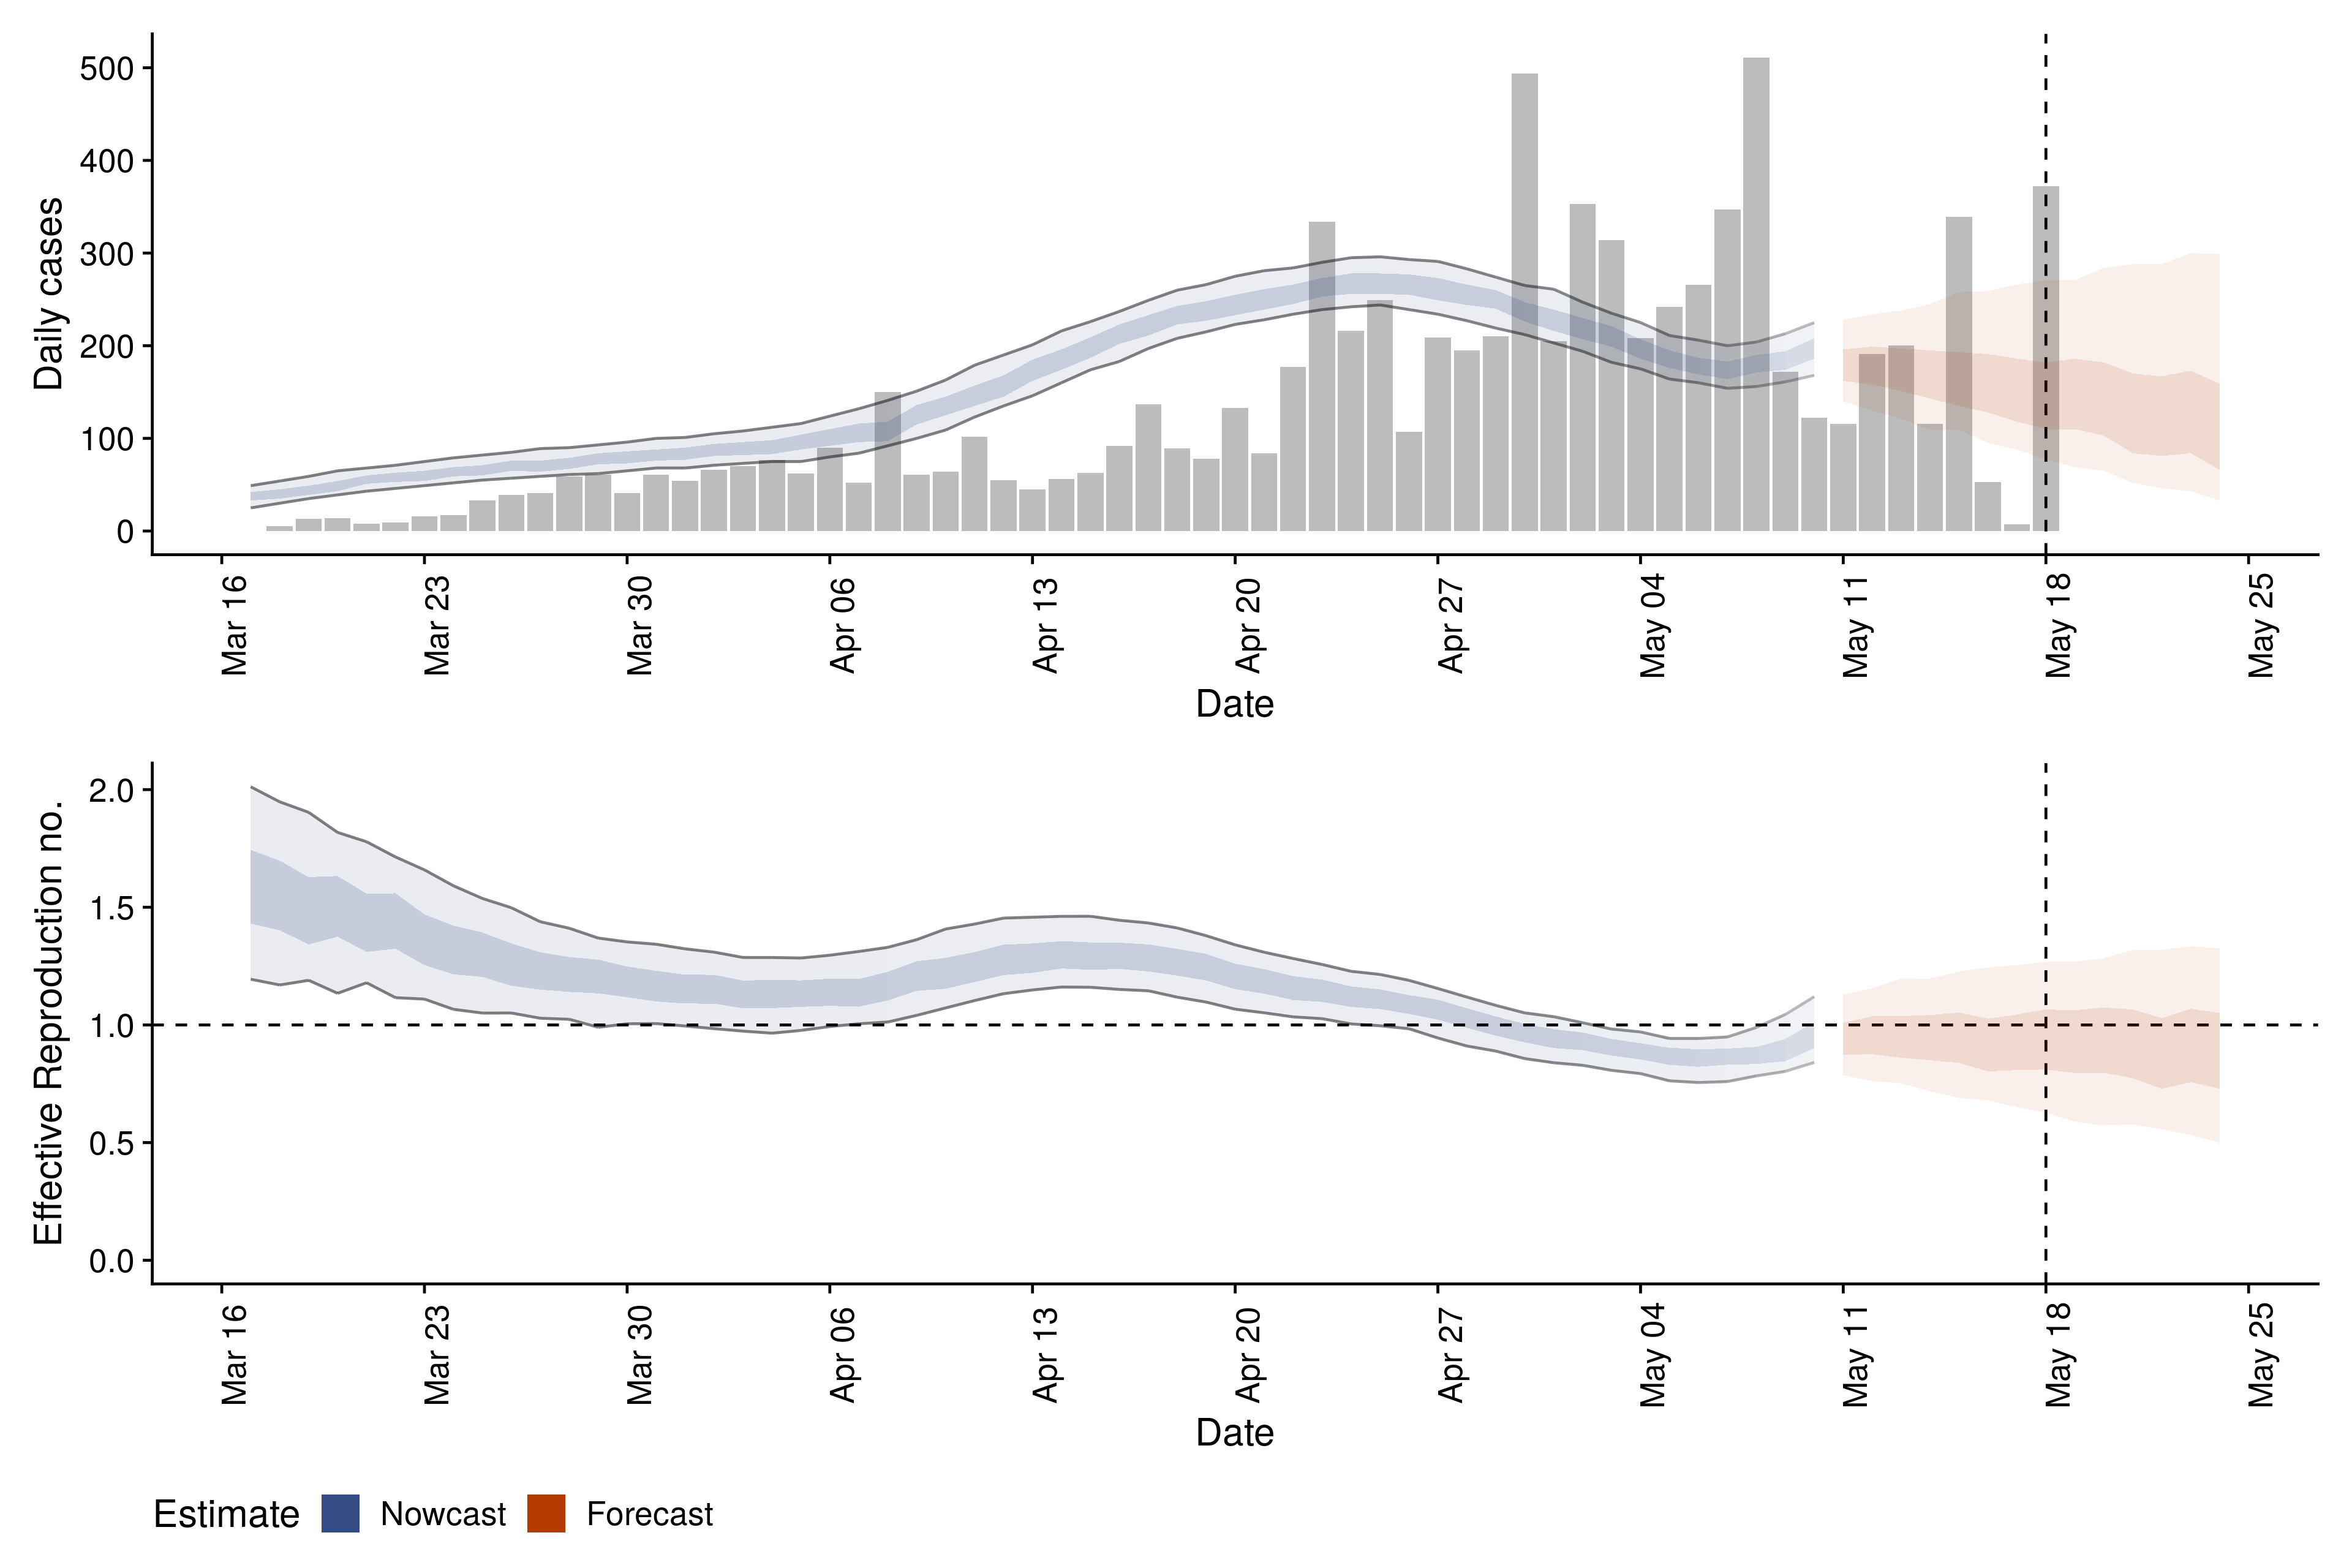 Daily cases
500
400
300
200
100
0
Mar 16
Mar 23
Mar 30
Apr 06
Apr 13
Apr 20
Apr 27
May 04
May 11
May 18
May 25
Date
Effective Reproduction no.
2.0
1.5
1.0
0.5
0.0
Mar 16
Mar 23
Mar 30
Apr 06
Apr 13
Apr 20
Apr 27
May 04
May 11
May 18
May 25
Date
Estimate Nowcast Forecast